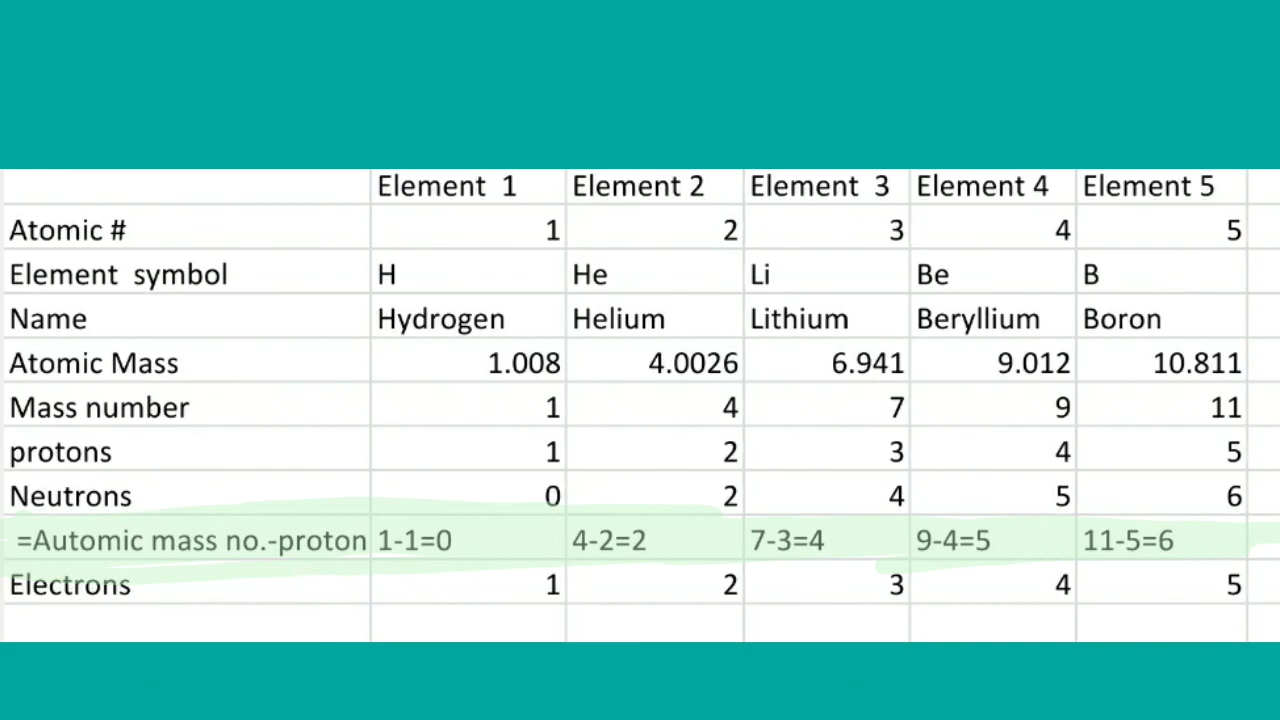 Element  1 Element 2 Element  3 Element 4 Element 5
Atomic # 1 2 3 4 5
Element  symbol H He Li Be B
Name Hydrogen Helium Lithium Beryllium Boron
Atomic Mass 1.008 4.0026 6.941 9.012 10.811
Mass number 1 4 7 9 11
protons 1 2 3 4 5
Neutrons 0 2 4 5 6
=Automic mass no.-proton 1-1=0 4-2=2 7-3=4 9-4=5 11-5=6
Electrons 1 2 3 4 5